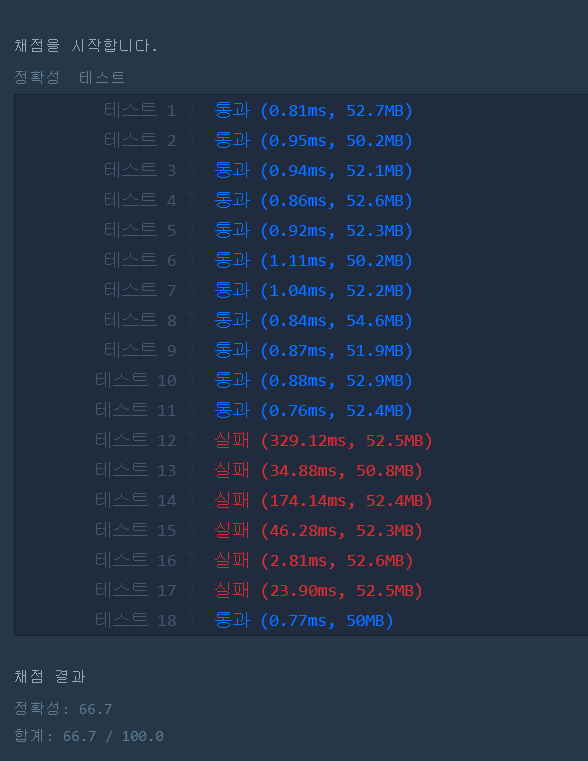 채점을 시작합니다.
정확성 테스트
테스트 1 〉 통과 (0.81ms, 52.7MB)
테스트 2 〉 통과 (0.95ms, 50.2MB)
테스트 3 〉 통과 (0.94ms, 52.1MB)
테스트 4 〉 통과 (0.86ms, 52.6MB)
테스트 5 〉 통과 (0.92ms, 52.3MB)
테스트 6 〉 통과 (1.11ms, 50.2MB)
테스트 7 〉 통과 (1.04ms, 52.2MB)
테스트 8 〉 통과 (0.84ms, 54.6MB)
테스트 9 〉 통과 (0.87ms, 51.9MB)
테스트 10 〉 통과 (0.88ms, 52.9MB)
테스트 11 〉 통과 (0.76ms, 52.4MB)
테스트 12 〉 실패 (329.12ms, 52.5MB)
테스트 13 〉 실패 (34.88ms, 50.8MB)
테스트 14 〉 실패 (174.14ms, 52.4MB)
테스트 15 〉 실패 (46.28ms, 52.3MB)
테스트 16 〉 실패 (2.81ms, 52.6MB)
테스트 17 〉 실패 (23.90ms, 52.5MB)
테스트 18 〉 통과 (0.77ms, 50MB)
채점 결과
정확성: 66.7
합계: 66.7 / 100.0